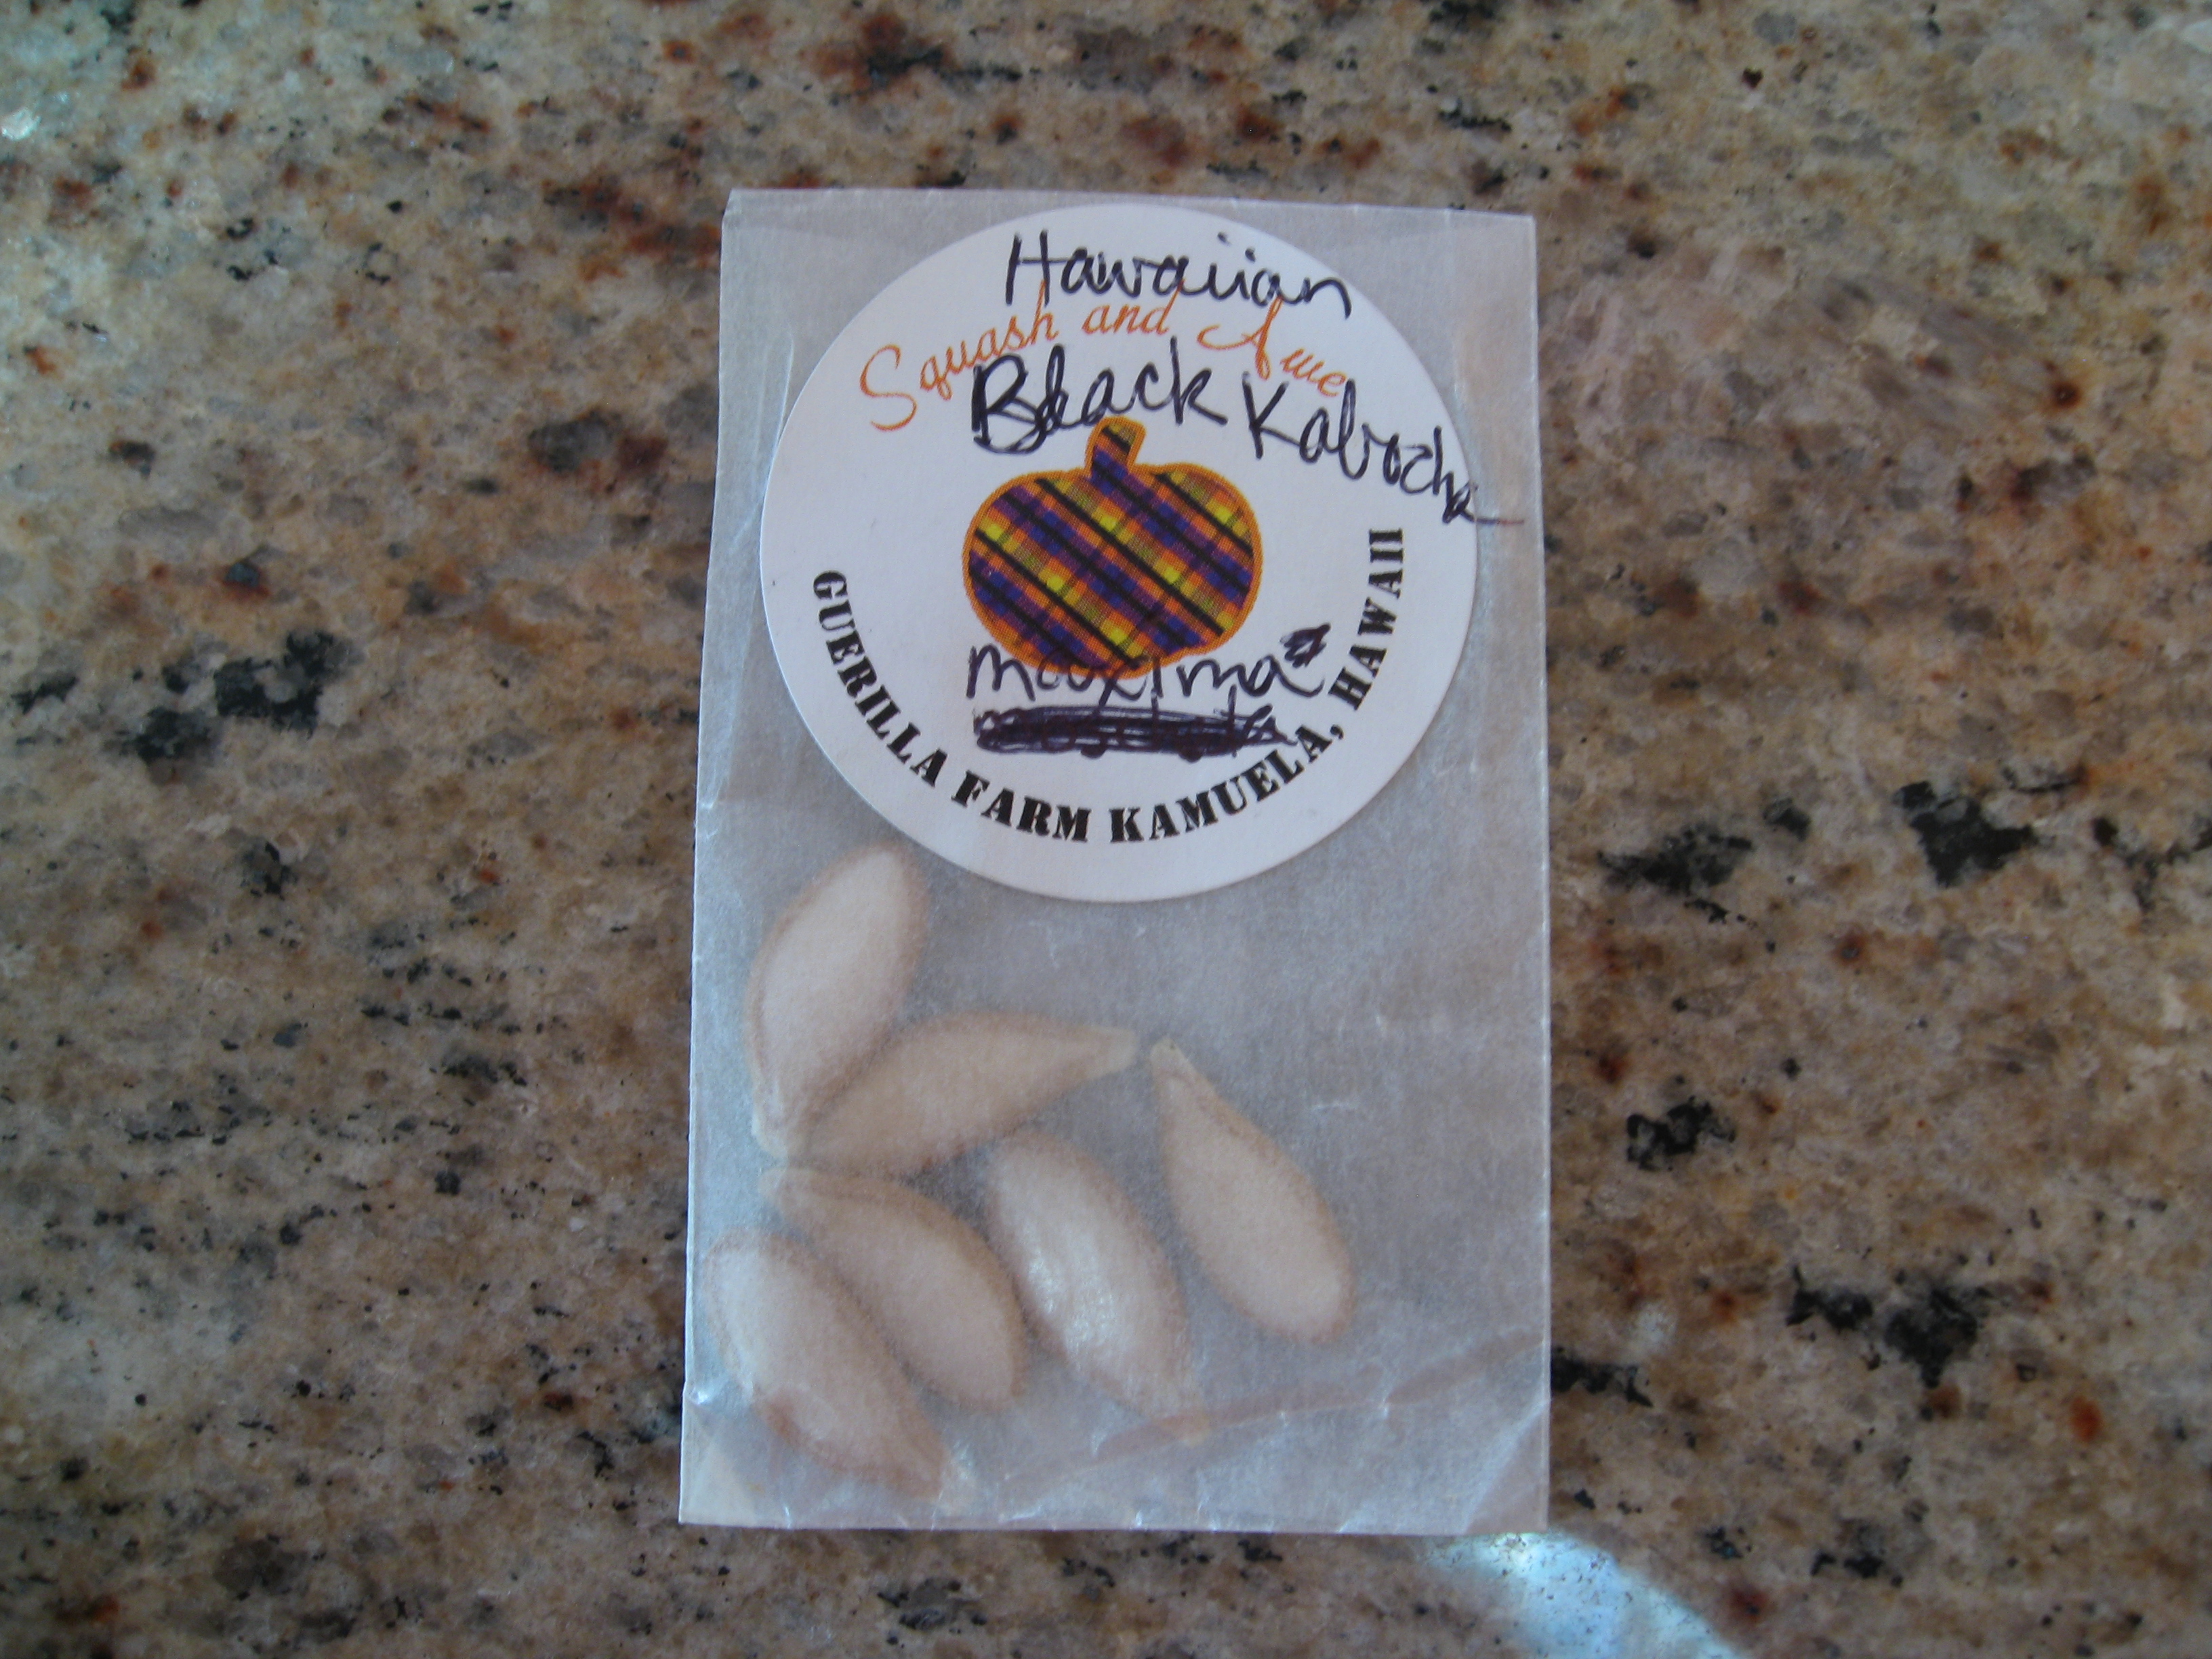 Hawaiian
Squash and Awe
Black Kabocha
maxima
GUERILLA FARM KAMUELA, HAWAII